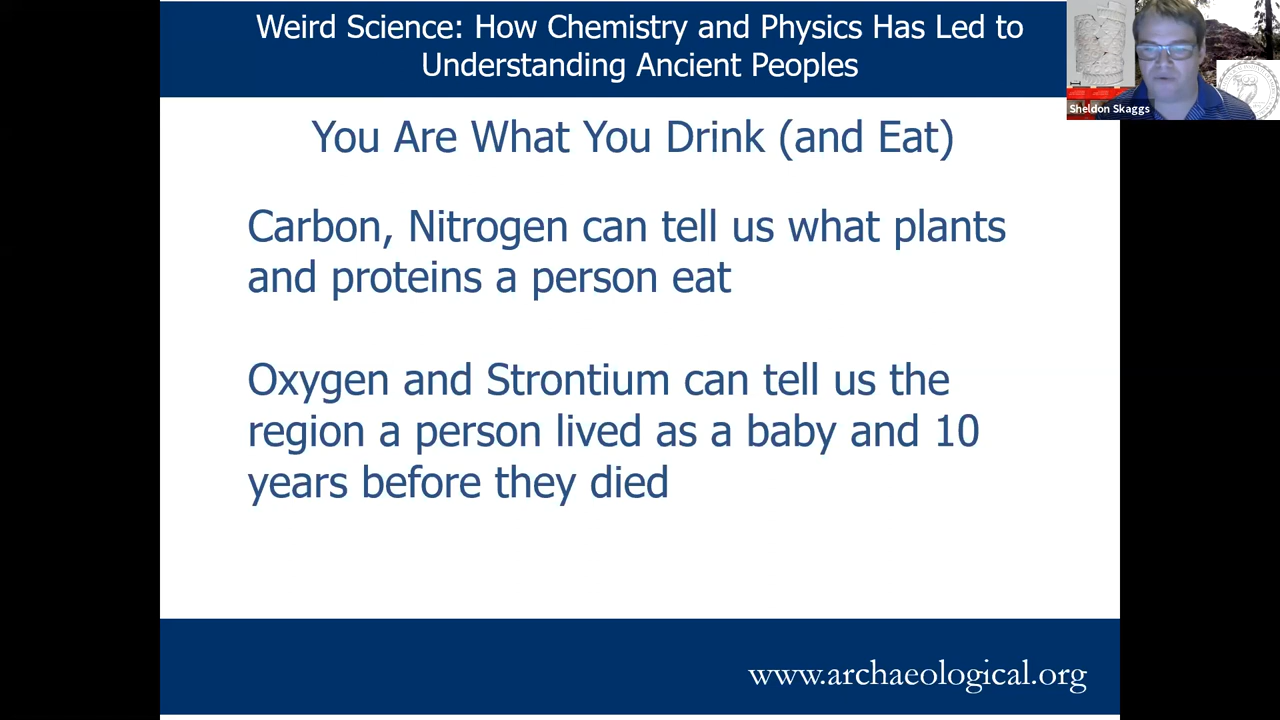 Weird Science: How Chemistry and Physics Has Led to
Understanding Ancient Peoples
Sheldon Skaggs
You Are What You Drink (and Eat)
Carbon, Nitrogen can tell us what plants
and proteins a person eat
Oxygen and Strontium can tell us the
region a person lived as a baby and 10
years before they died
www.archaeological.org